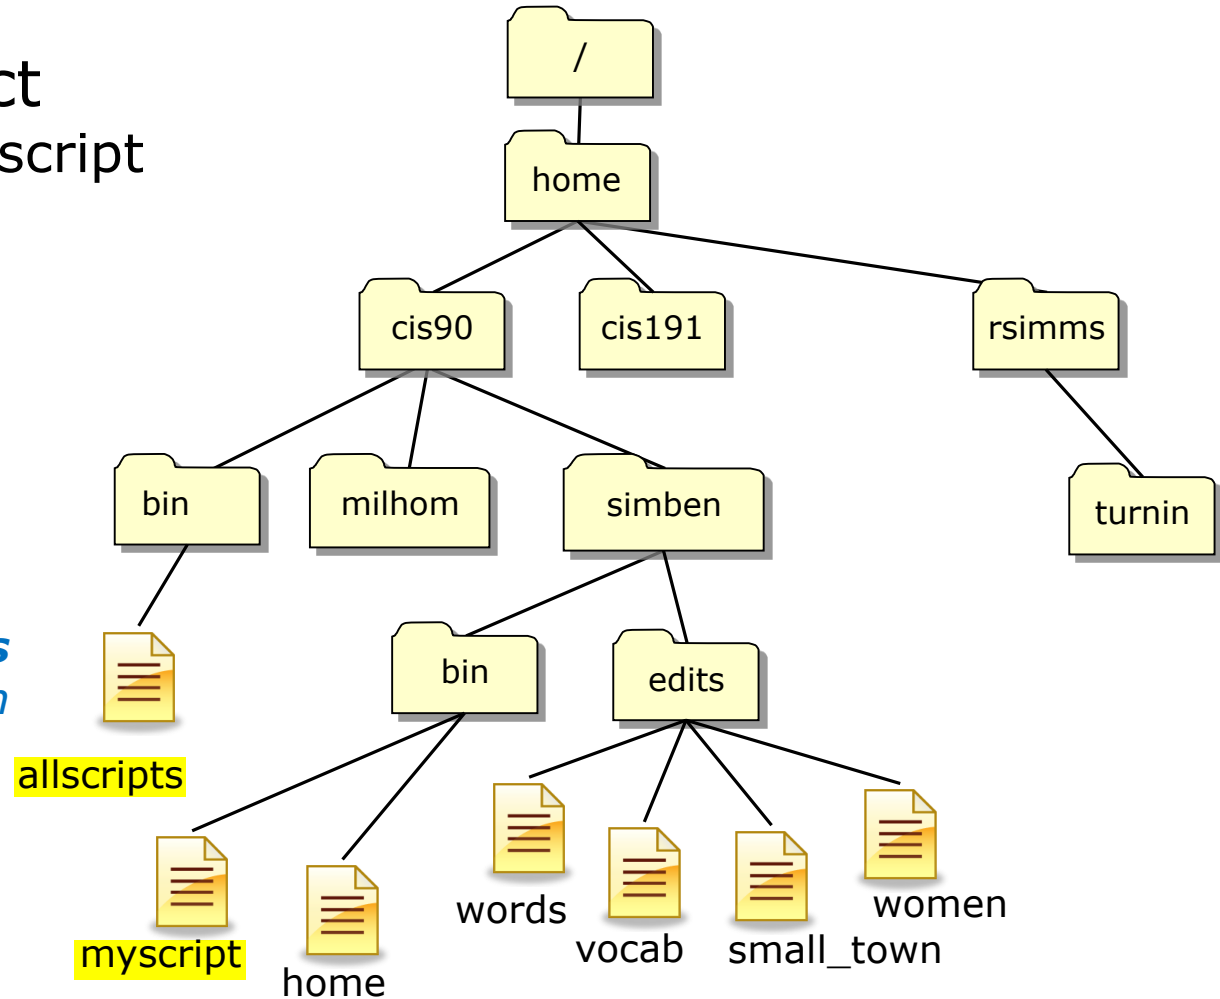 /
ct
script
home
cis90
cis191
rsimms
bin
milhom
simben
turnin
s
n
bin
edits
allscripts
words
women
myscript
vocab
small_town
home